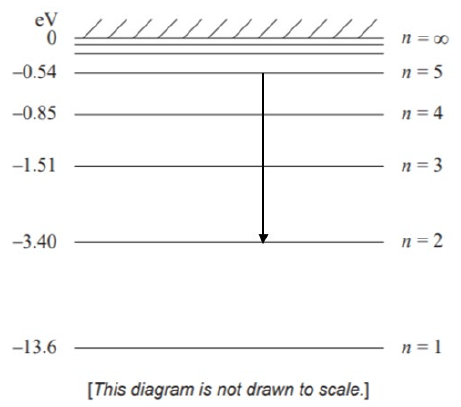 eV
0 n = ∞
–0.54 n = 5
–0.85 n = 4
–1.51 n = 3
–3.40 n = 2
–13.6 n = 1
[This diagram is not drawn to scale.]